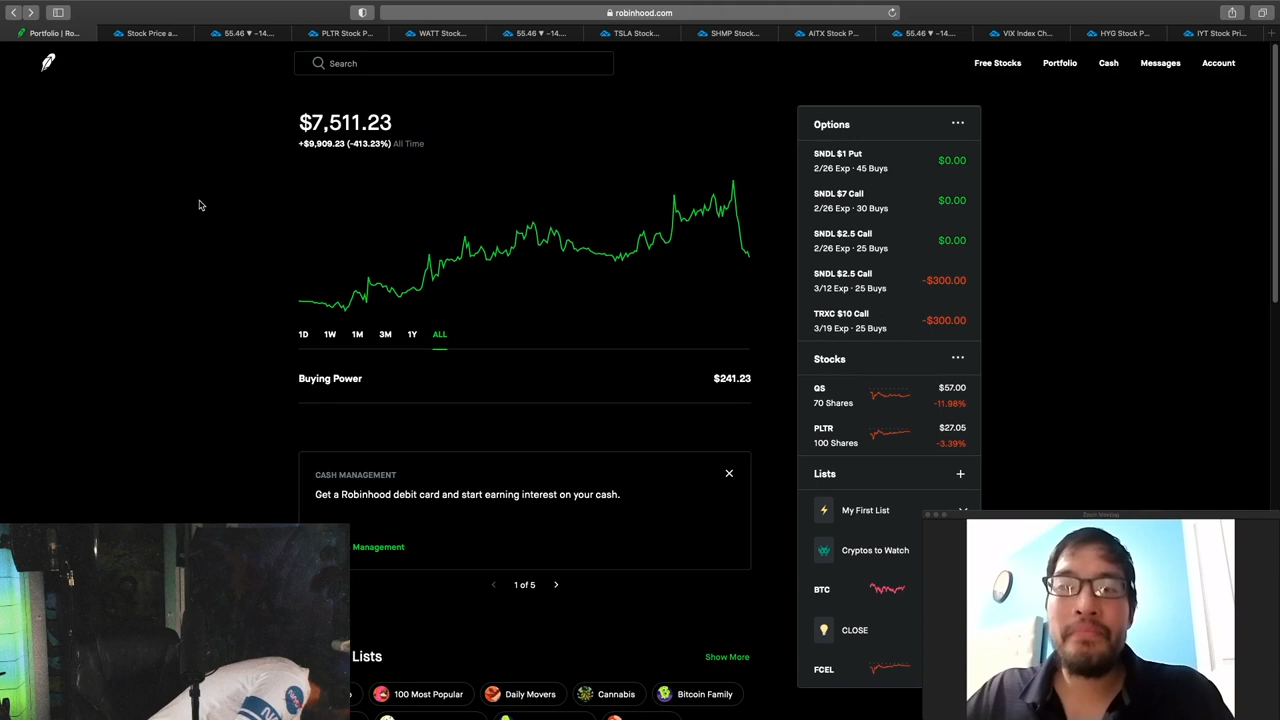 robinhood.com
Portfolio | Ro...
Stock Price a...
55.46 ▼ −14....
PLTR Stock P...
WATT Stock...
55.46 ▼ −14....
TSLA Stock...
SHMP Stock...
AITX Stock P...
55.46 ▼ −14....
VIX Index Ch...
HYG Stock P...
IYT Stock Pri...
Search
Free Stocks
Portfolio
Cash
Messages
Account
$7,511.23
+$9,909.23 (-413.23%) All Time
1D
1W
1M
3M
1Y
ALL
Buying Power
$241.23
CASH MANAGEMENT
Get a Robinhood debit card and start earning interest on your cash.
Management
1 of 5
Lists
Show More
100 Most Popular
Daily Movers
Cannabis
Bitcoin Family
Options
SNDL $1 Put
2/26 Exp · 45 Buys
$0.00
SNDL $7 Call
2/26 Exp · 30 Buys
$0.00
SNDL $2.5 Call
2/26 Exp · 25 Buys
$0.00
SNDL $2.5 Call
3/12 Exp · 25 Buys
-$300.00
TRXC $10 Call
3/19 Exp · 25 Buys
-$300.00
Stocks
QS
70 Shares
$57.00
-11.98%
PLTR
100 Shares
$27.05
-3.39%
Lists
My First List
Cryptos to Watch
BTC
CLOSE
FCEL
Zoom Meeting
NASA